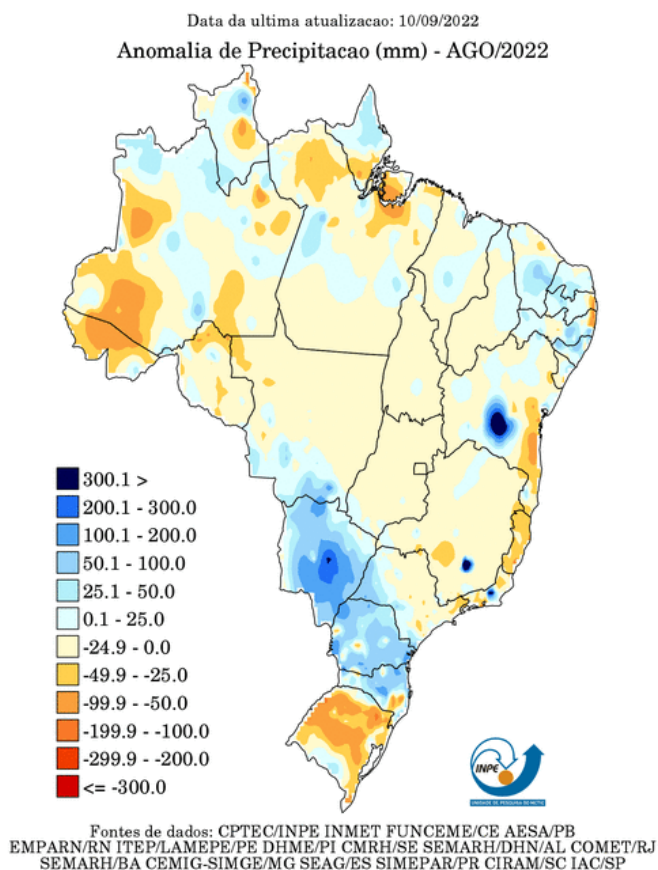 Data da ultima atualizacao: 10/09/2022
Anomalia de Precipitacao (mm) - AGO/2022
300.1 >
200.1 - 300.0
100.1 - 200.0
50.1 - 100.0
25.1 - 50.0
0.1 - 25.0
-24.9 - 0.0
-49.9 - -25.0
-99.9 - -50.0
-199.9 - -100.0
-299.9 - -200.0
<= -300.0
INPE
UNIDADE DE PESQUISA DO MCTIC
Fontes de dados: CPTEC/INPE INMET FUNCEME/CE AESA/PB
EMPARN/RN ITEP/LAMEPE/PE DHME/PI CMRH/SE SEMARH/DHN/AL COMET/RJ
SEMARH/BA CEMIG-SIMGE/MG SEAG/ES SIMEPAR/PR CIRAM/SC IAC/SP